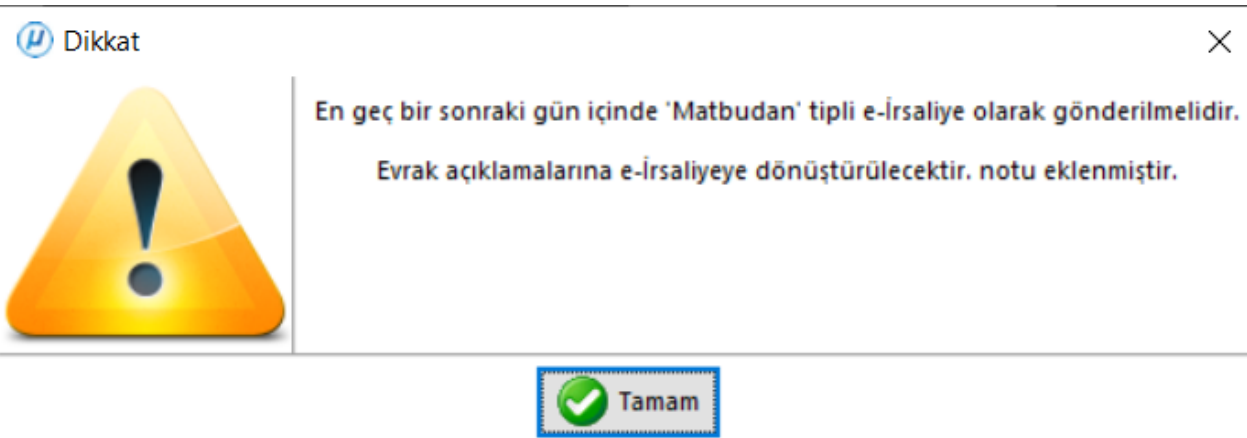 µ Dikkat
En geç bir sonraki gün içinde 'Matbudan' tipli e-İrsaliye olarak gönderilmelidir.
Evrak açıklamalarına e-İrsaliyeye dönüştürülecektir. notu eklenmiştir.
Tamam